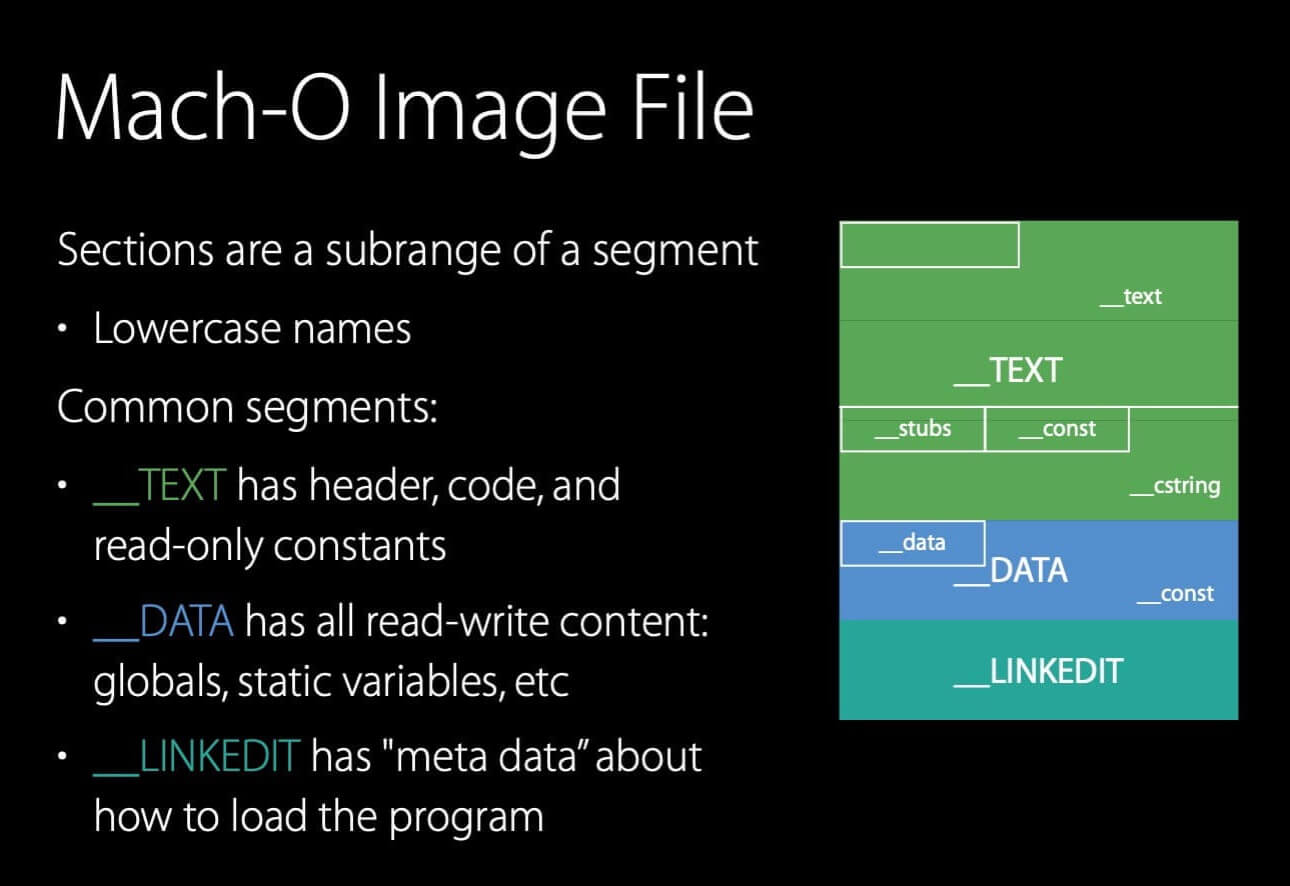 Mach-O Image File
Sections are a subrange of a segment
• Lowercase names
Common segments:
• __TEXT has header, code, and
read-only constants
• __DATA has all read-write content:
globals, static variables, etc
• __LINKEDIT has "meta data” about
how to load the program
__text
__TEXT
__stubs __const
__cstring
__data
__DATA
__const
__LINKEDIT